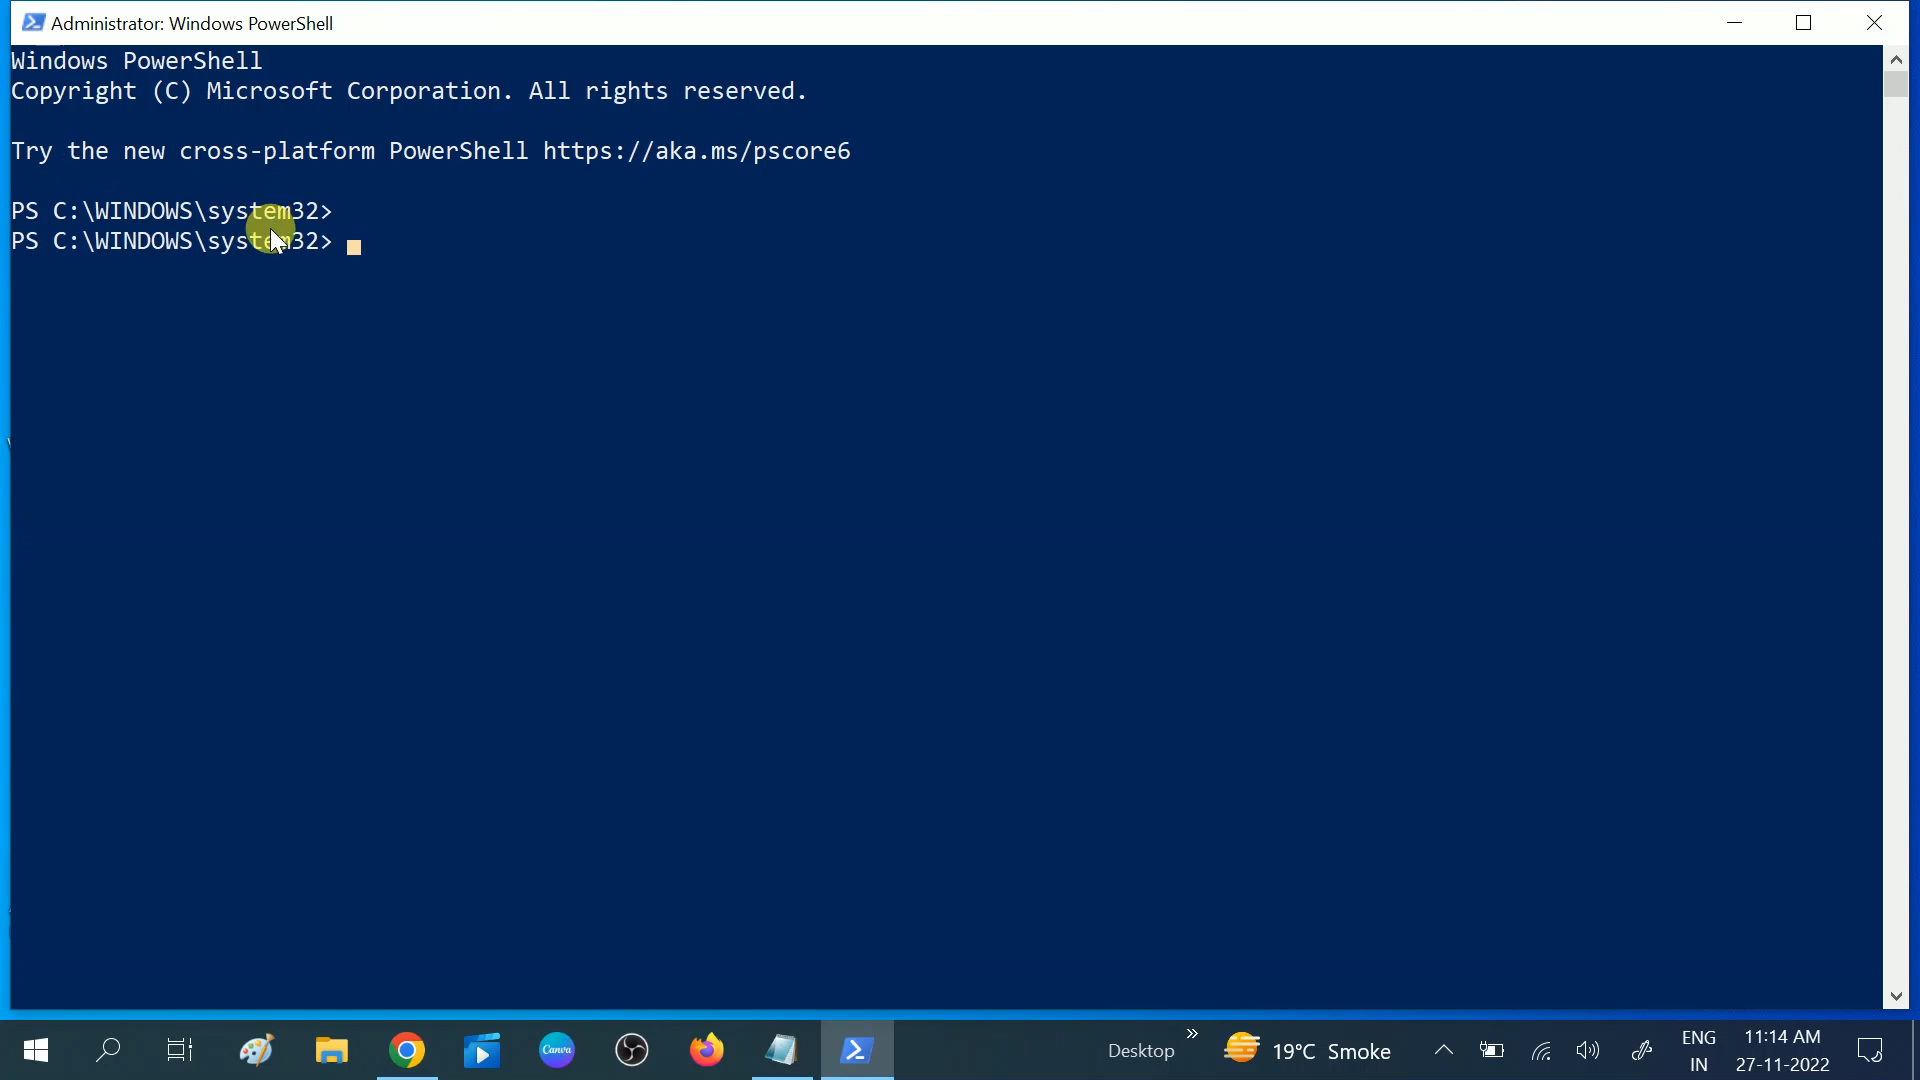 Administrator: Windows PowerShell
Windows PowerShell
Copyright (C) Microsoft Corporation. All rights reserved.
Try the new cross-platform PowerShell https://aka.ms/pscore6
PS C:\WINDOWS\system32>
PS C:\WINDOWS\system32>
Canva
Desktop
19°C Smoke
ENG
IN
11:14 AM
27-11-2022